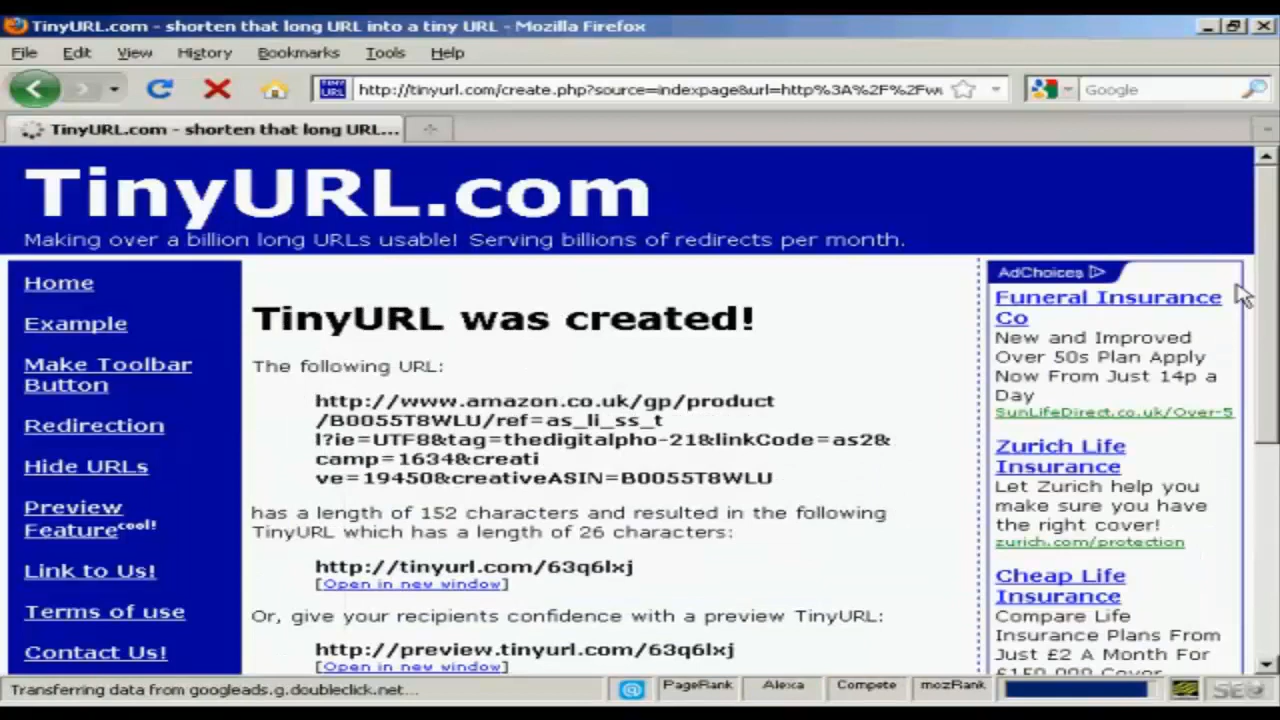 TinyURL.com - shorten that long URL into a tiny URL - Mozilla Firefox
File Edit View History Bookmarks Tools Help
http://tinyurl.com/create.php?source=indexpage&url=http%3A%2F%2Fw
Google
TinyURL.com - shorten that long URL...
TinyURL.com
Making over a billion long URLs usable! Serving billions of redirects per month.
Home
Example
Make Toolbar
Button
Redirection
Hide URLs
Preview
Feature cool!
Link to Us!
Terms of use
Contact Us!
TinyURL was created!
The following URL:
http://www.amazon.co.uk/gp/product
/B0055T8WLU/ref=as_li_ss_t
l?ie=UTF8&tag=thedigitalpho-21&linkCode=as2&
camp=1634&creati
ve=19450&creativeASIN=B0055T8WLU
has a length of 152 characters and resulted in the following
TinyURL which has a length of 26 characters:
http://tinyurl.com/63q6lxj
[Open in new window]
Or, give your recipients confidence with a preview TinyURL:
http://preview.tinyurl.com/63q6lxj
[Open in new window]
AdChoices
Funeral Insurance
Co
New and Improved
Over 50s Plan Apply
Now From Just 14p a
Day
SunLifeDirect.co.uk/Over-5
Zurich Life
Insurance
Let Zurich help you
make sure you have
the right cover!
zurich.com/protection
Cheap Life
Insurance
Compare Life
Insurance Plans From
Just £2 A Month For
£150,000 Cover
Transferring data from googleads.g.doubleclick.net...
PageRank Alexa Compete mozRank
SEO